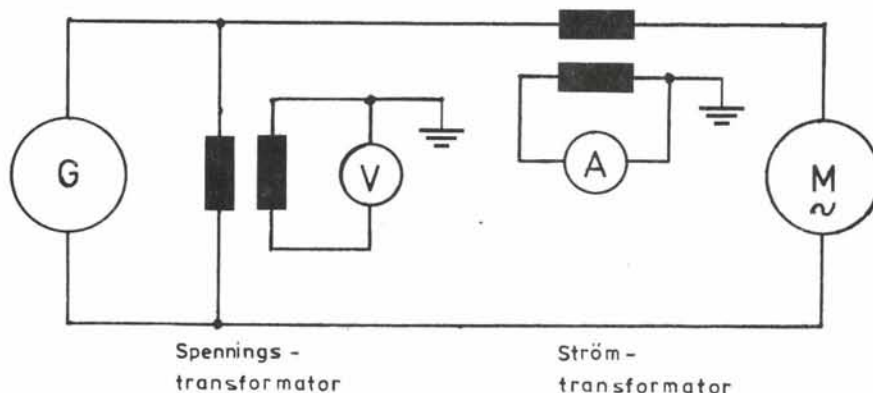 G
V
A
M
~
Spennings-
transformator
Ström-
transformator